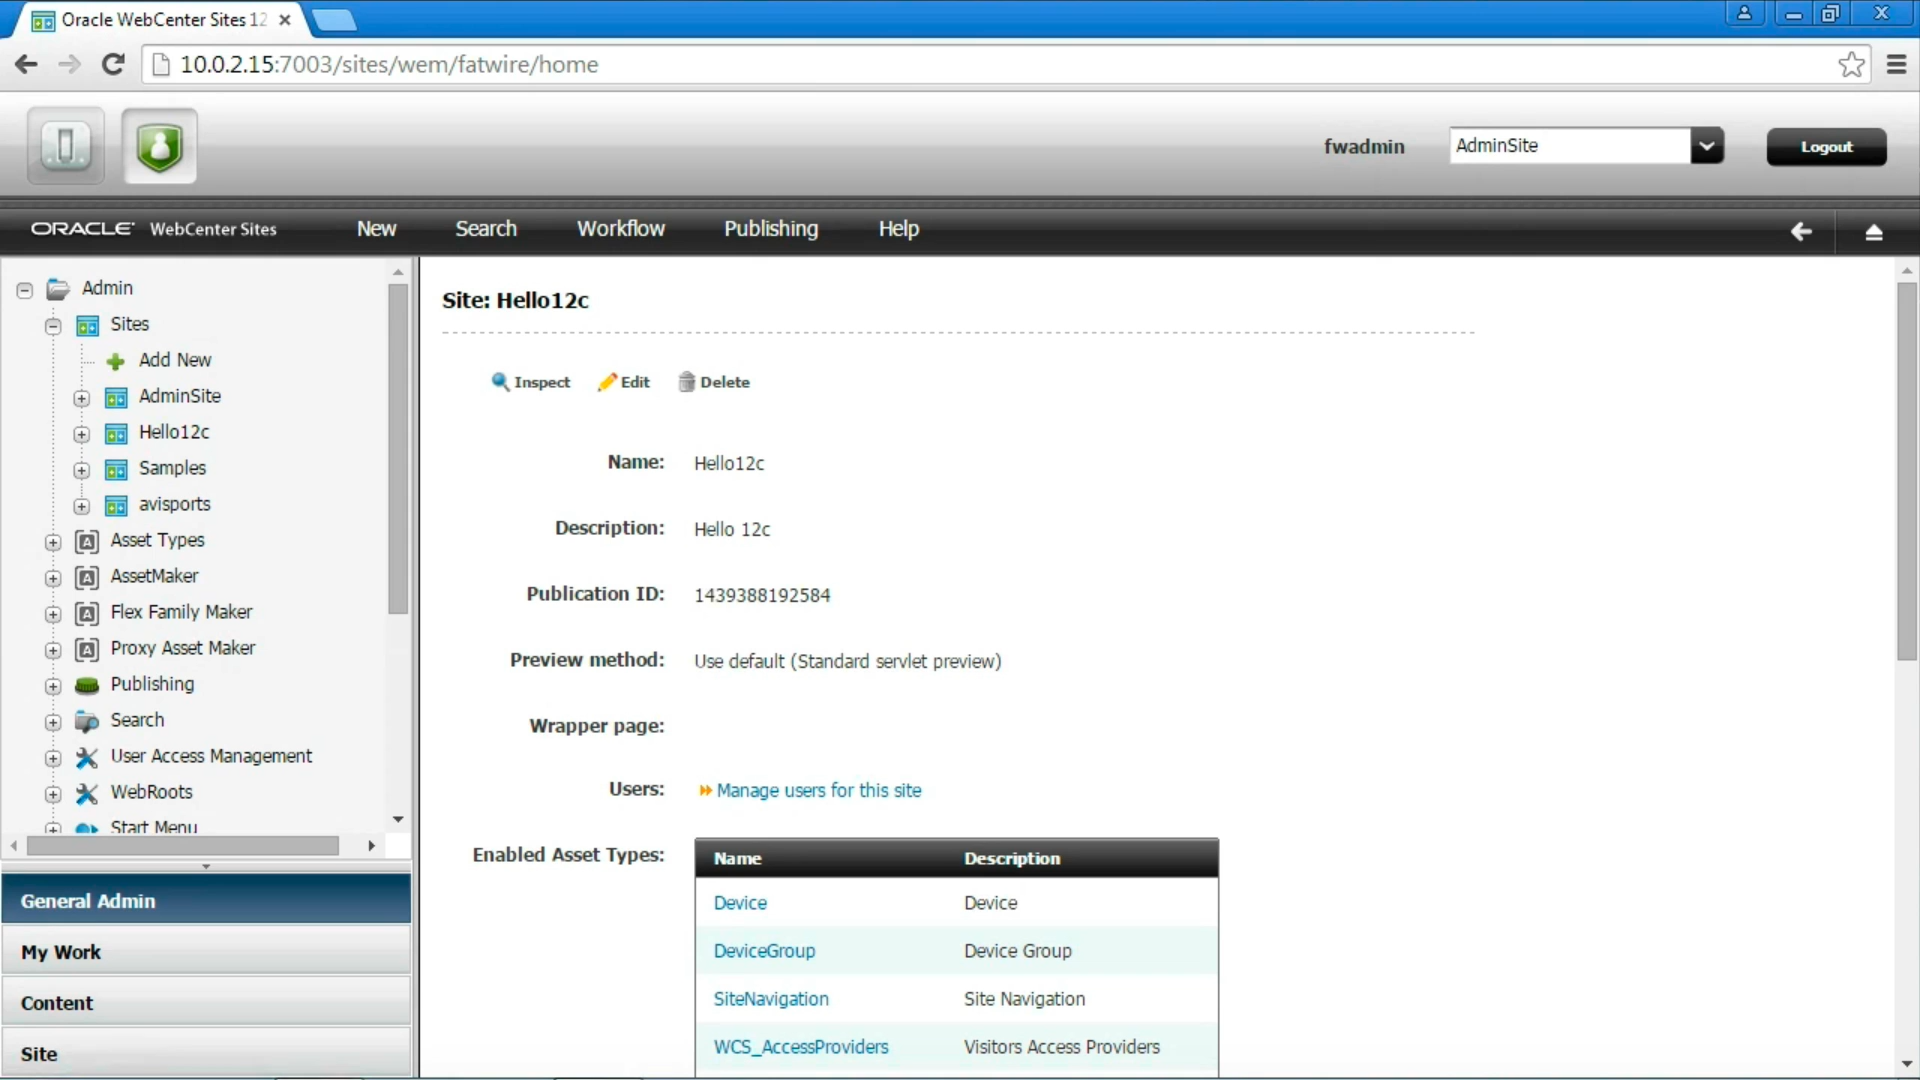 Oracle WebCenter Sites 12
10.0.2.15:7003/sites/wem/fatwire/home
fwadmin
AdminSite
Logout
ORACLE WebCenter Sites
New
Search
Workflow
Publishing
Help
Admin
Sites
Add New
AdminSite
Hello12c
Samples
avisports
Asset Types
AssetMaker
Flex Family Maker
Proxy Asset Maker
Publishing
Search
User Access Management
WebRoots
Start Menu
General Admin
My Work
Content
Site
Site: Hello12c
Inspect Edit Delete
Name: Hello12c
Description: Hello 12c
Publication ID: 1439388192584
Preview method: Use default (Standard servlet preview)
Wrapper page:
Users: Manage users for this site
Enabled Asset Types:
Name Description
Device Device
DeviceGroup Device Group
SiteNavigation Site Navigation
WCS_AccessProviders Visitors Access Providers